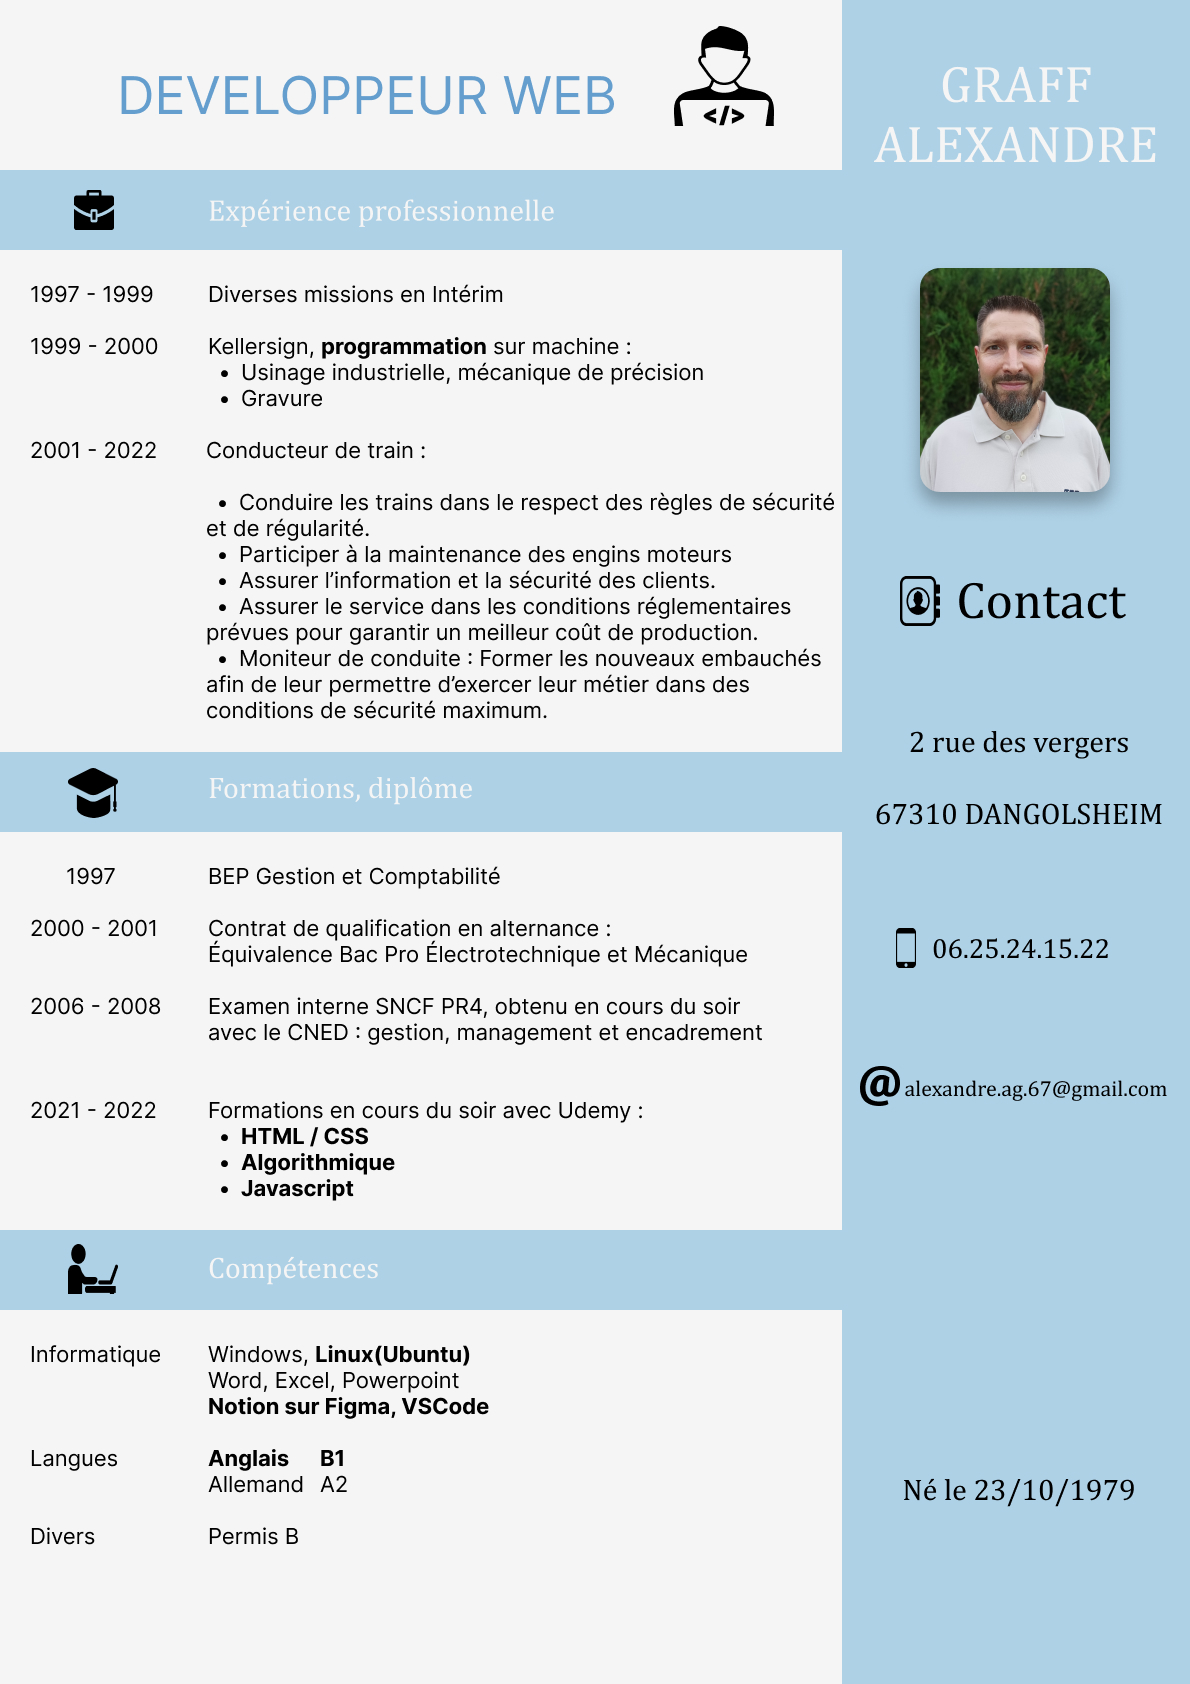 DEVELOPPEUR WEB
</>
GRAFF
ALEXANDRE
Expérience professionnelle
1997 - 1999 Diverses missions en Intérim
1999 - 2000 Kellersign, programmation sur machine :
• Usinage industrielle, mécanique de précision
• Gravure
2001 - 2022 Conducteur de train :
• Conduire les trains dans le respect des règles de sécurité
et de régularité.
• Participer à la maintenance des engins moteurs
• Assurer l’information et la sécurité des clients.
• Assurer le service dans les conditions réglementaires
prévues pour garantir un meilleur coût de production.
• Moniteur de conduite : Former les nouveaux embauchés
afin de leur permettre d’exercer leur métier dans des
conditions de sécurité maximum.
Formations, diplôme
1997 BEP Gestion et Comptabilité
2000 - 2001 Contrat de qualification en alternance :
Équivalence Bac Pro Électrotechnique et Mécanique
2006 - 2008 Examen interne SNCF PR4, obtenu en cours du soir
avec le CNED : gestion, management et encadrement
2021 - 2022 Formations en cours du soir avec Udemy :
• HTML / CSS
• Algorithmique
• Javascript
Compétences
Informatique Windows, Linux(Ubuntu)
Word, Excel, Powerpoint
Notion sur Figma, VSCode
Langues Anglais B1
Allemand A2
Divers Permis B
Contact
2 rue des vergers
67310 DANGOLSHEIM
06.25.24.15.22
@ alexandre.ag.67@gmail.com
Né le 23/10/1979